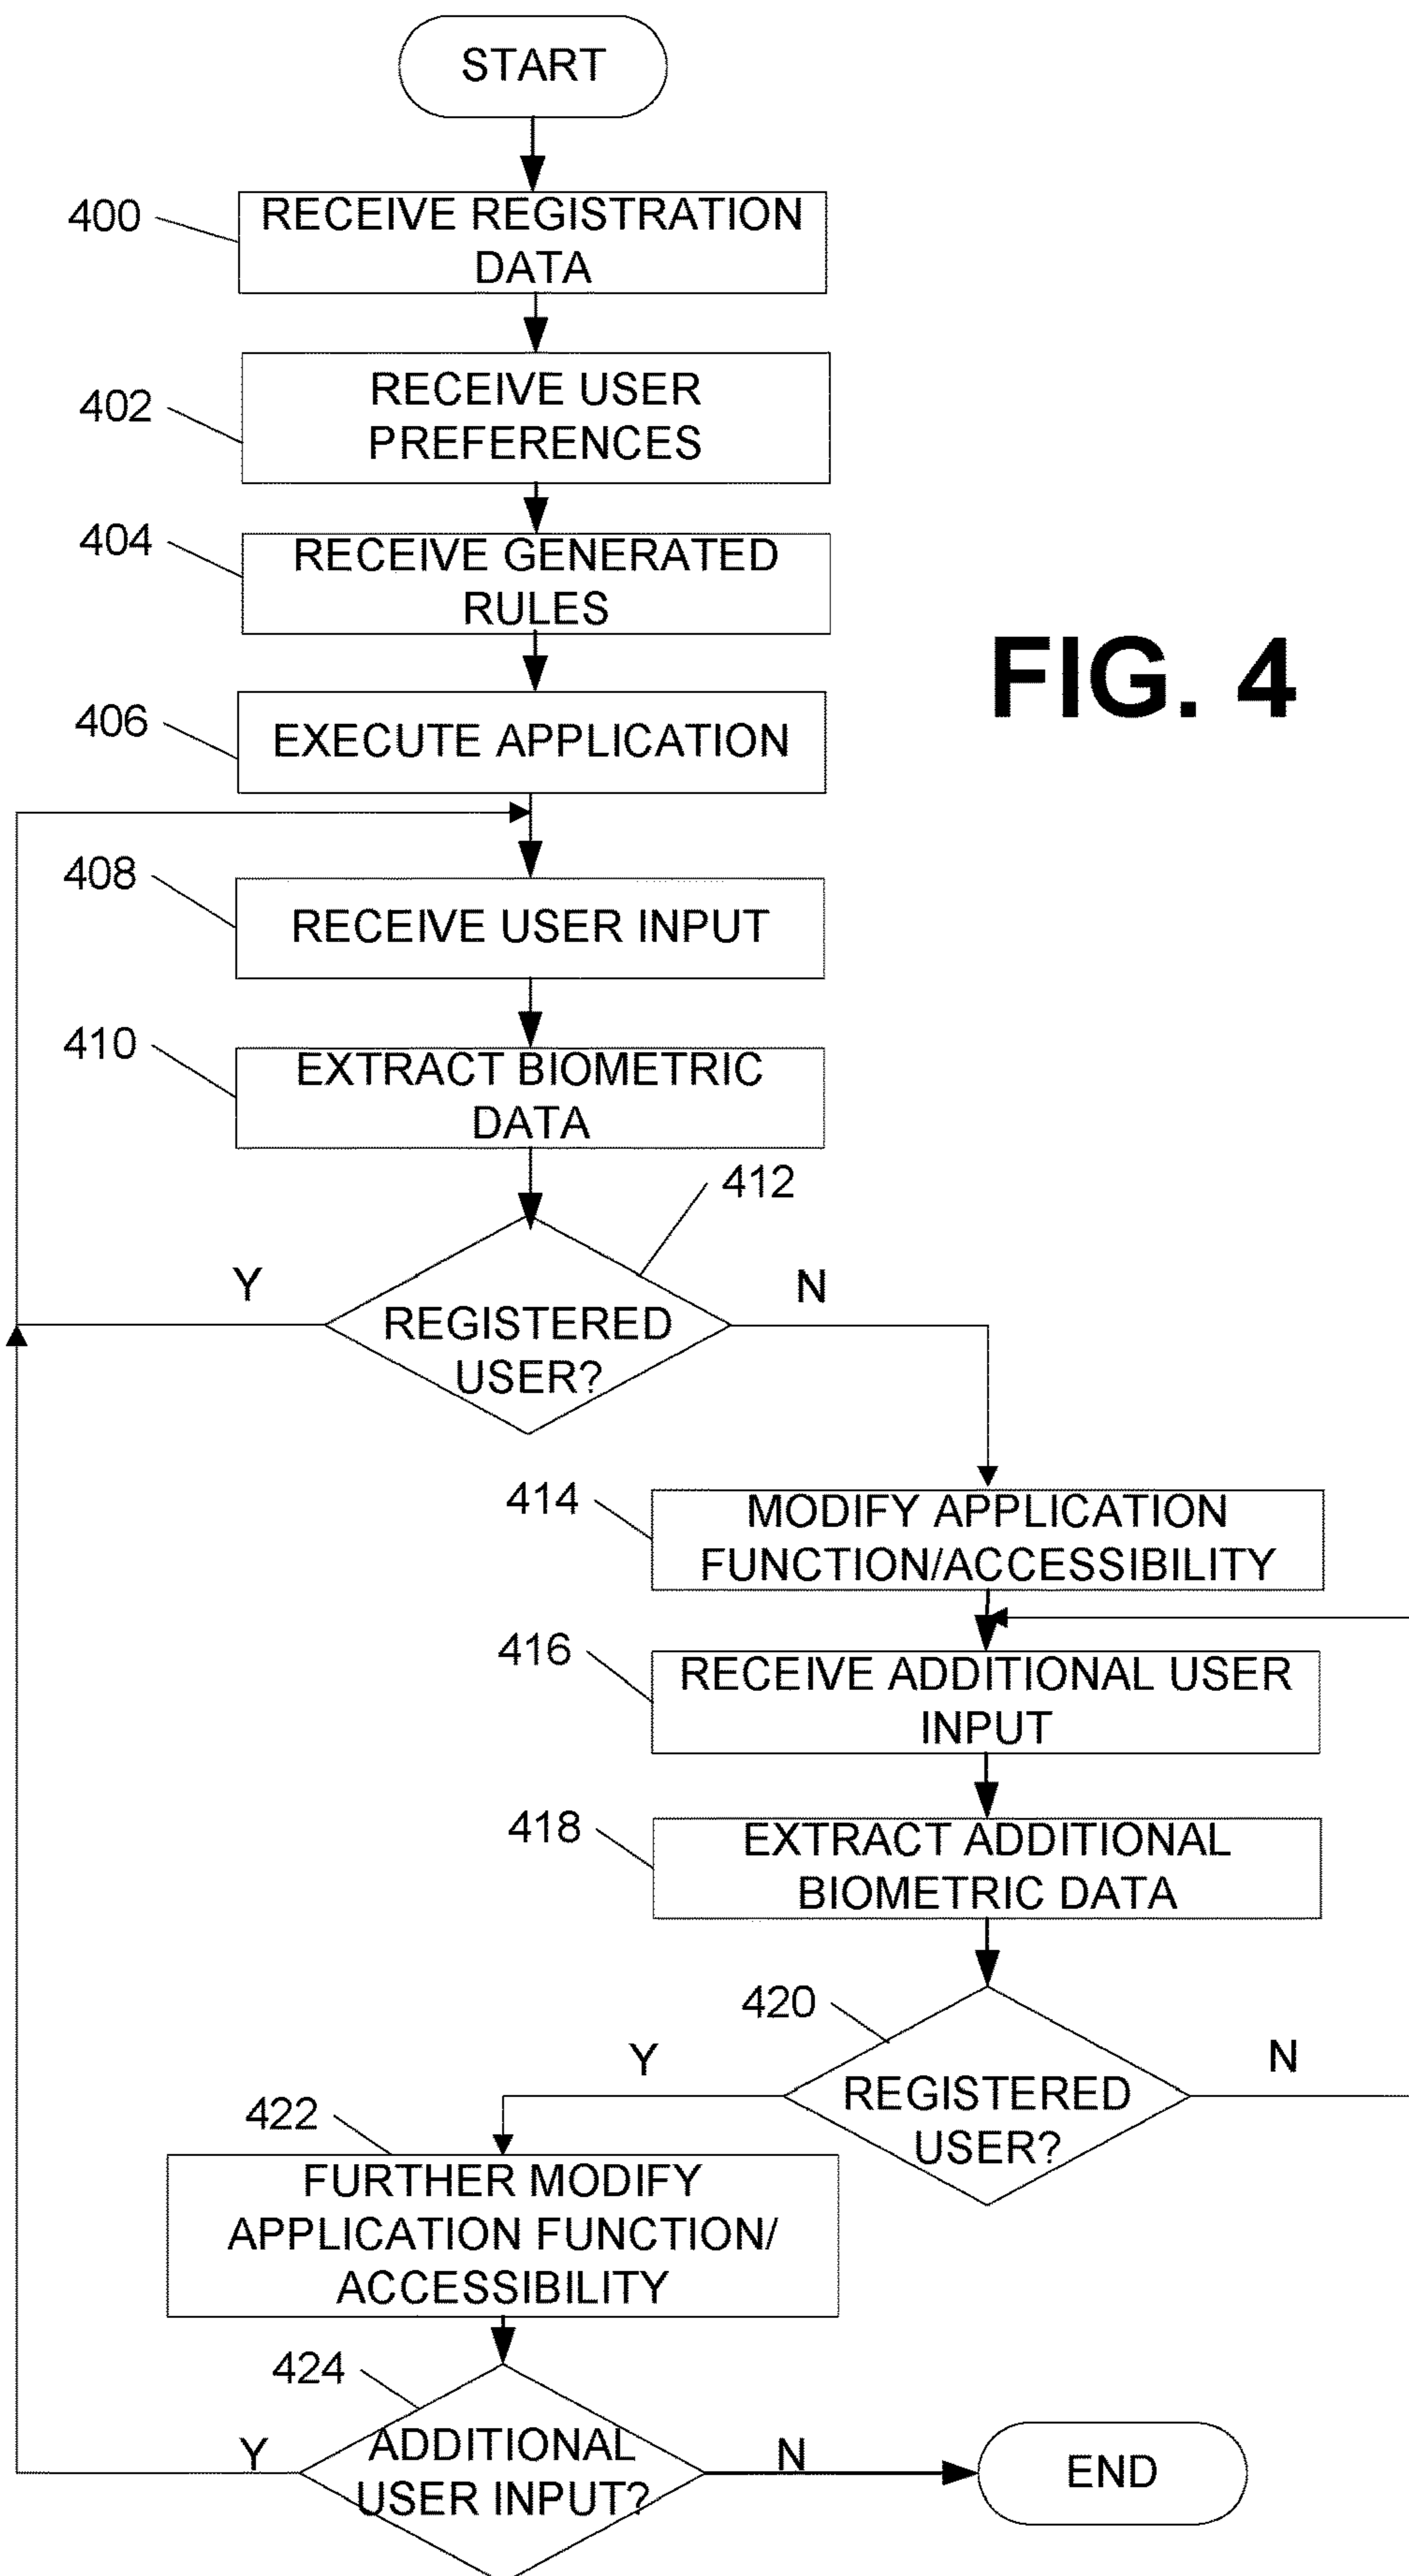 START
400
RECEIVE REGISTRATION
DATA
402
RECEIVE USER
PREFERENCES
404
RECEIVE GENERATED
RULES
FIG. 4
406
EXECUTE APPLICATION
408
RECEIVE USER INPUT
410
EXTRACT BIOMETRIC
DATA
412
Y
N
REGISTERED
USER?
414
MODIFY APPLICATION
FUNCTION/ACCESSIBILITY
416
RECEIVE ADDITIONAL USER
INPUT
418
EXTRACT ADDITIONAL
BIOMETRIC DATA
420
Y
N
REGISTERED
USER?
422
FURTHER MODIFY
APPLICATION FUNCTION/
ACCESSIBILITY
424
Y
ADDITIONAL
USER INPUT?
N
END